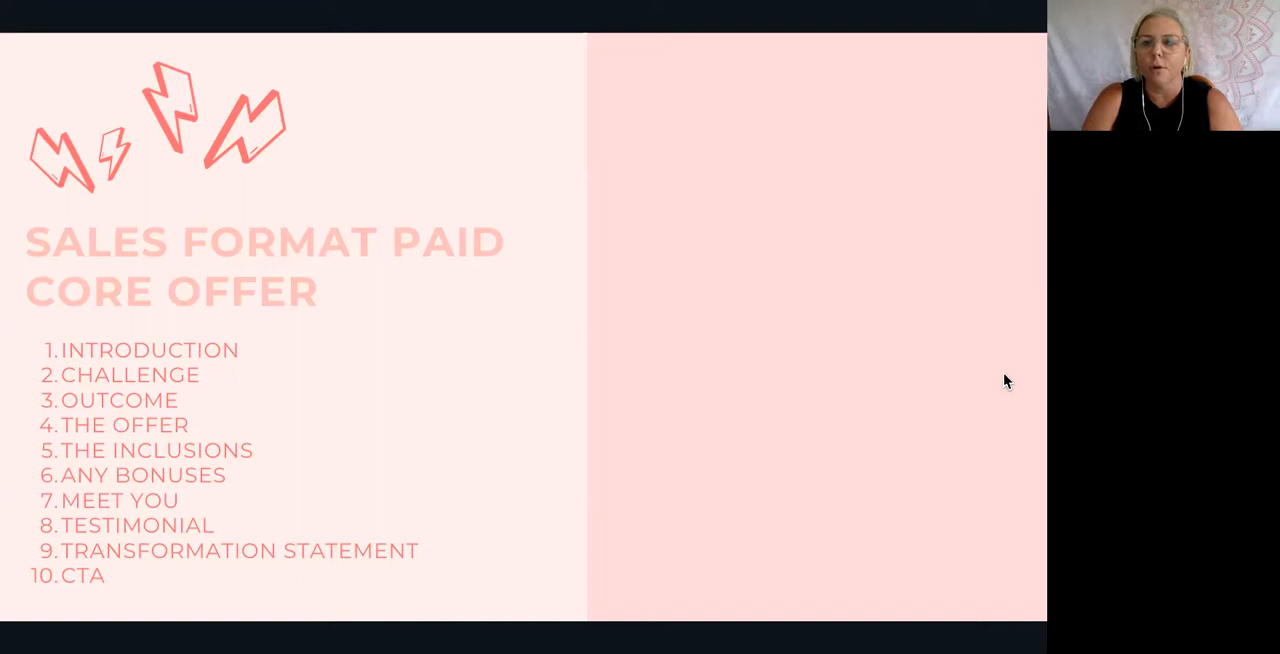 SALES FORMAT PAID
CORE OFFER
1. INTRODUCTION
2. CHALLENGE
3. OUTCOME
4. THE OFFER
5. THE INCLUSIONS
6. ANY BONUSES
7. MEET YOU
8. TESTIMONIAL
9. TRANSFORMATION STATEMENT
10. CTA